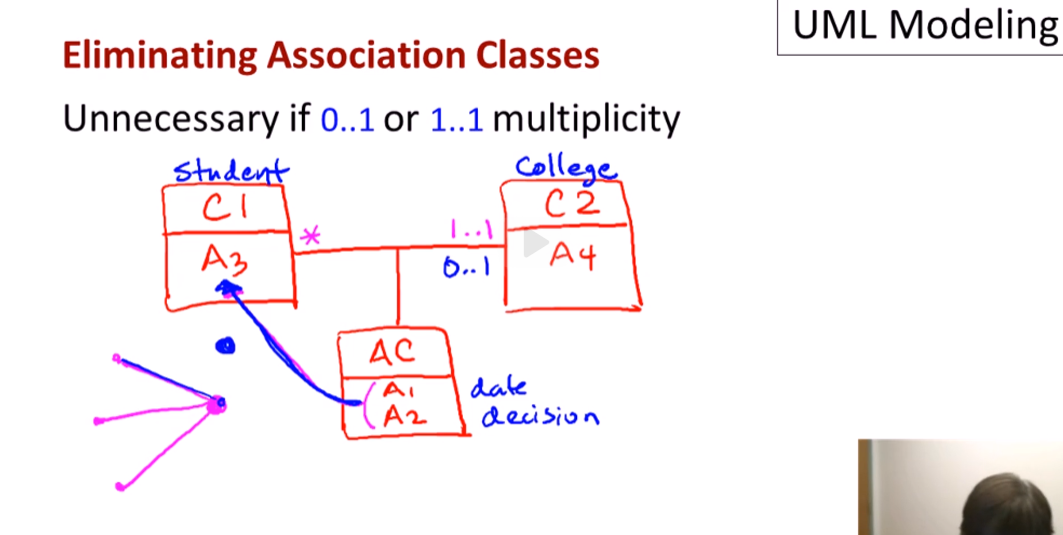 UML Modeling
Eliminating Association Classes
Unnecessary if 0..1 or 1..1 multiplicity
Student
College
C1
C2
*
1..1
A3
0..1
A4
AC
A1
date
A2
decision